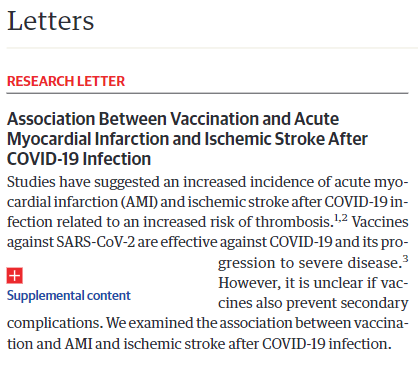 Letters
RESEARCH LETTER
Association Between Vaccination and Acute
Myocardial Infarction and Ischemic Stroke After
COVID-19 Infection
Studies have suggested an increased incidence of acute myo-
cardial infarction (AMI) and ischemic stroke after COVID-19 in-
fection related to an increased risk of thrombosis.1,2 Vaccines
against SARS-CoV-2 are effective against COVID-19 and its pro-
gression to severe disease.3
However, it is unclear if vac-
cines also prevent secondary
Supplemental content
complications. We examined the association between vaccina-
tion and AMI and ischemic stroke after COVID-19 infection.